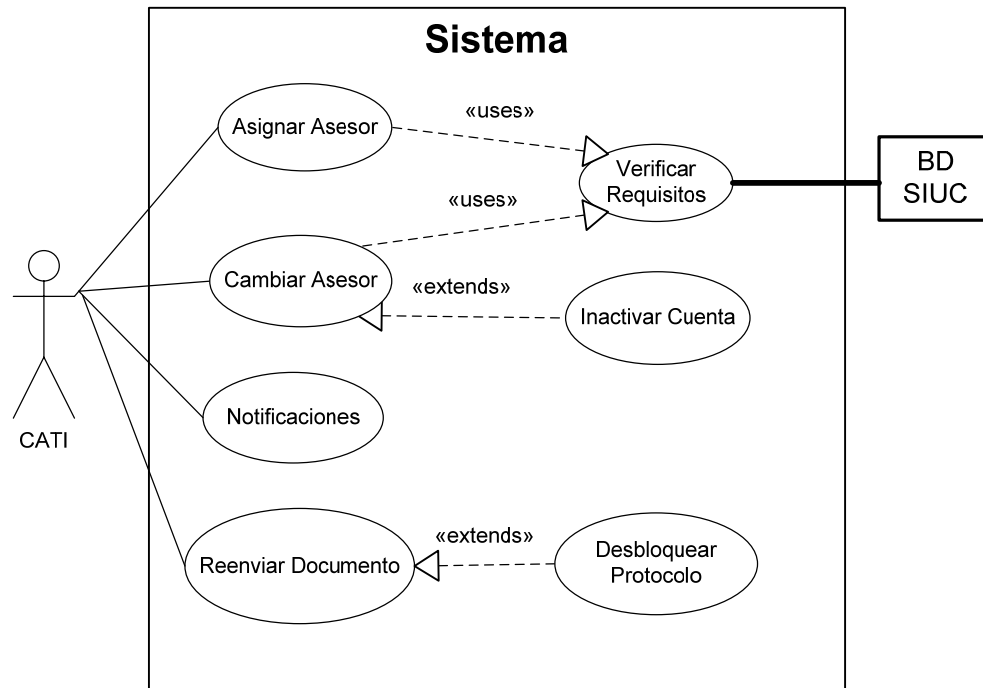 Sistema
Asignar Asesor
«uses»
Verificar
Requisitos
BD
SIUC
«uses»
Cambiar Asesor
«extends»
Inactivar Cuenta
Notificaciones
CATI
Reenviar Documento
«extends»
Desbloquear
Protocolo